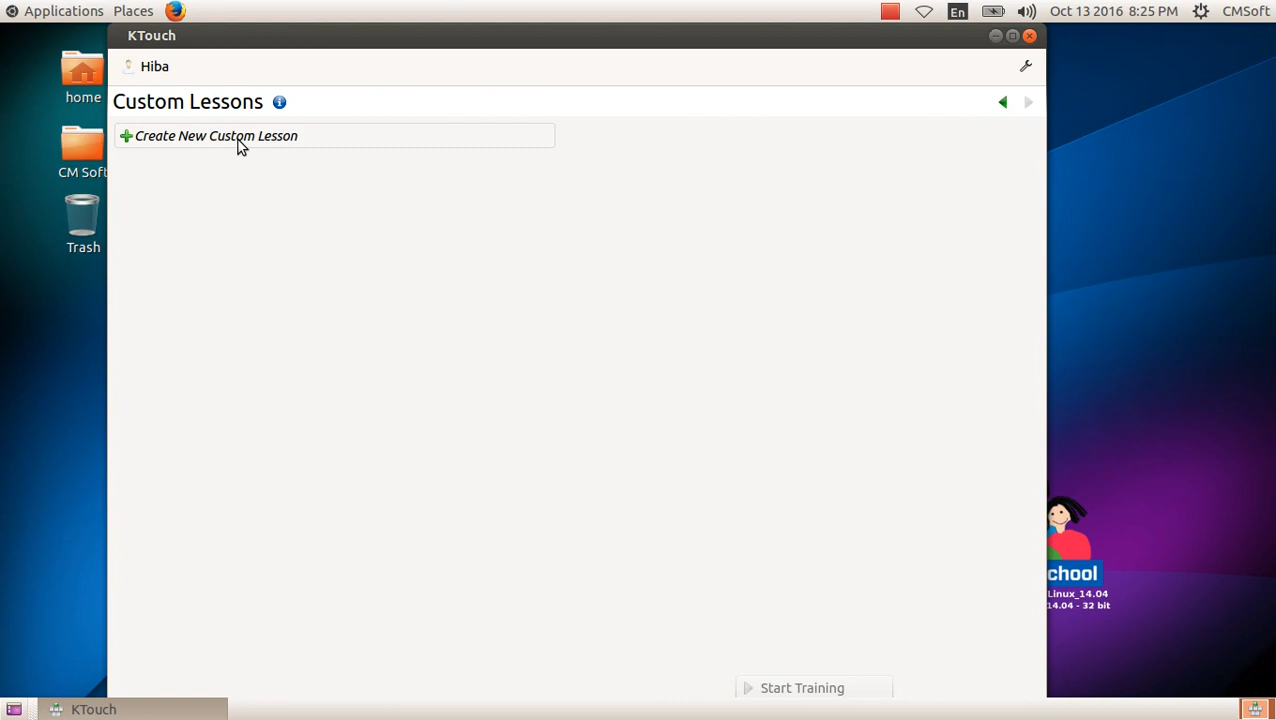 Applications Places En Oct 13 2016 8:25 PM CMSoft
KTouch
home
Hiba
Custom Lessons
Create New Custom Lesson
CM Soft
Trash
chool
Linux_14.04
14.04 - 32 bit
Start Training
KTouch